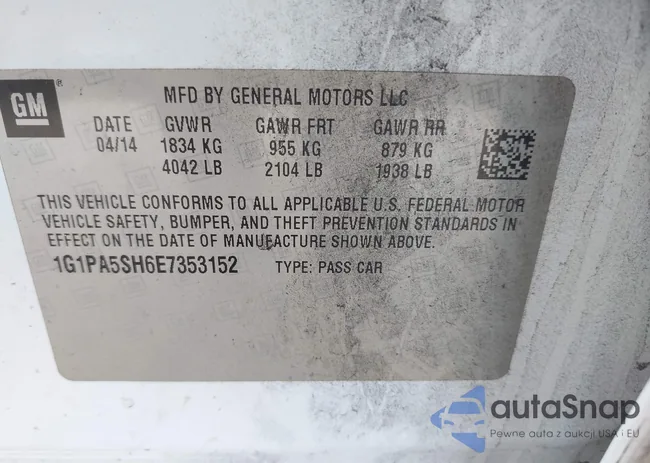 GM
MFD BY GENERAL MOTORS LLC
DATE GVWR GAWR FRT GAWR RR
04/14 1834 KG 955 KG 879 KG
4042 LB 2104 LB 1938 LB
THIS VEHICLE CONFORMS TO ALL APPLICABLE U.S. FEDERAL MOTOR
VEHICLE SAFETY, BUMPER, AND THEFT PREVENTION STANDARDS IN
EFFECT ON THE DATE OF MANUFACTURE SHOWN ABOVE.
1G1PA5SH6E7353152 TYPE: PASS CAR
autaSnap
Pewne auta z aukcji USA i EU